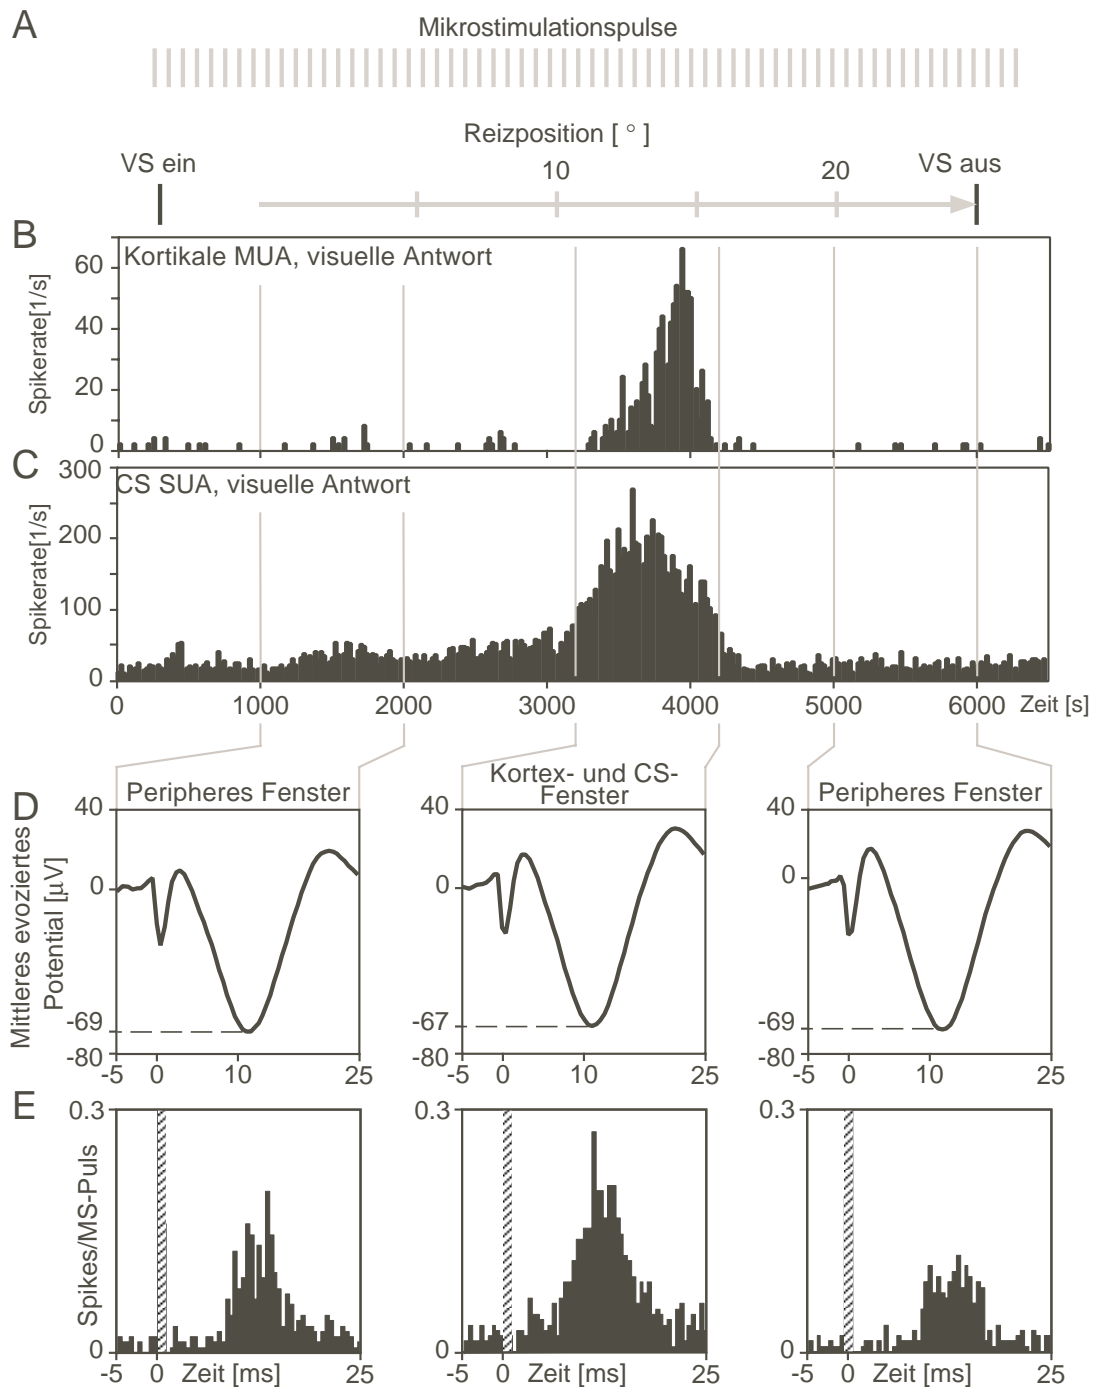 A
Mikrostimulationspulse
Reizposition [ ° ]
VS ein
10
20
VS aus
B
Kortikale MUA, visuelle Antwort
Spikerate[1/s]
60
40
20
0
C
CS SUA, visuelle Antwort
Spikerate[1/s]
300
200
100
0
0 1000 2000 3000 4000 5000 6000 Zeit [s]
D
Mittleres evoziertes
Potential [µV]
Peripheres Fenster
40
0
-69
-80
-5 0 10 25
Kortex- und CS-
Fenster
40
0
-67
-80
-5 0 10 25
Peripheres Fenster
40
0
-69
-80
-5 0 10 25
E
Spikes/MS-Puls
0.3
0
-5 0 Zeit [ms] 25
0.3
0
-5 0 Zeit [ms] 25
0.3
0
-5 0 Zeit [ms] 25